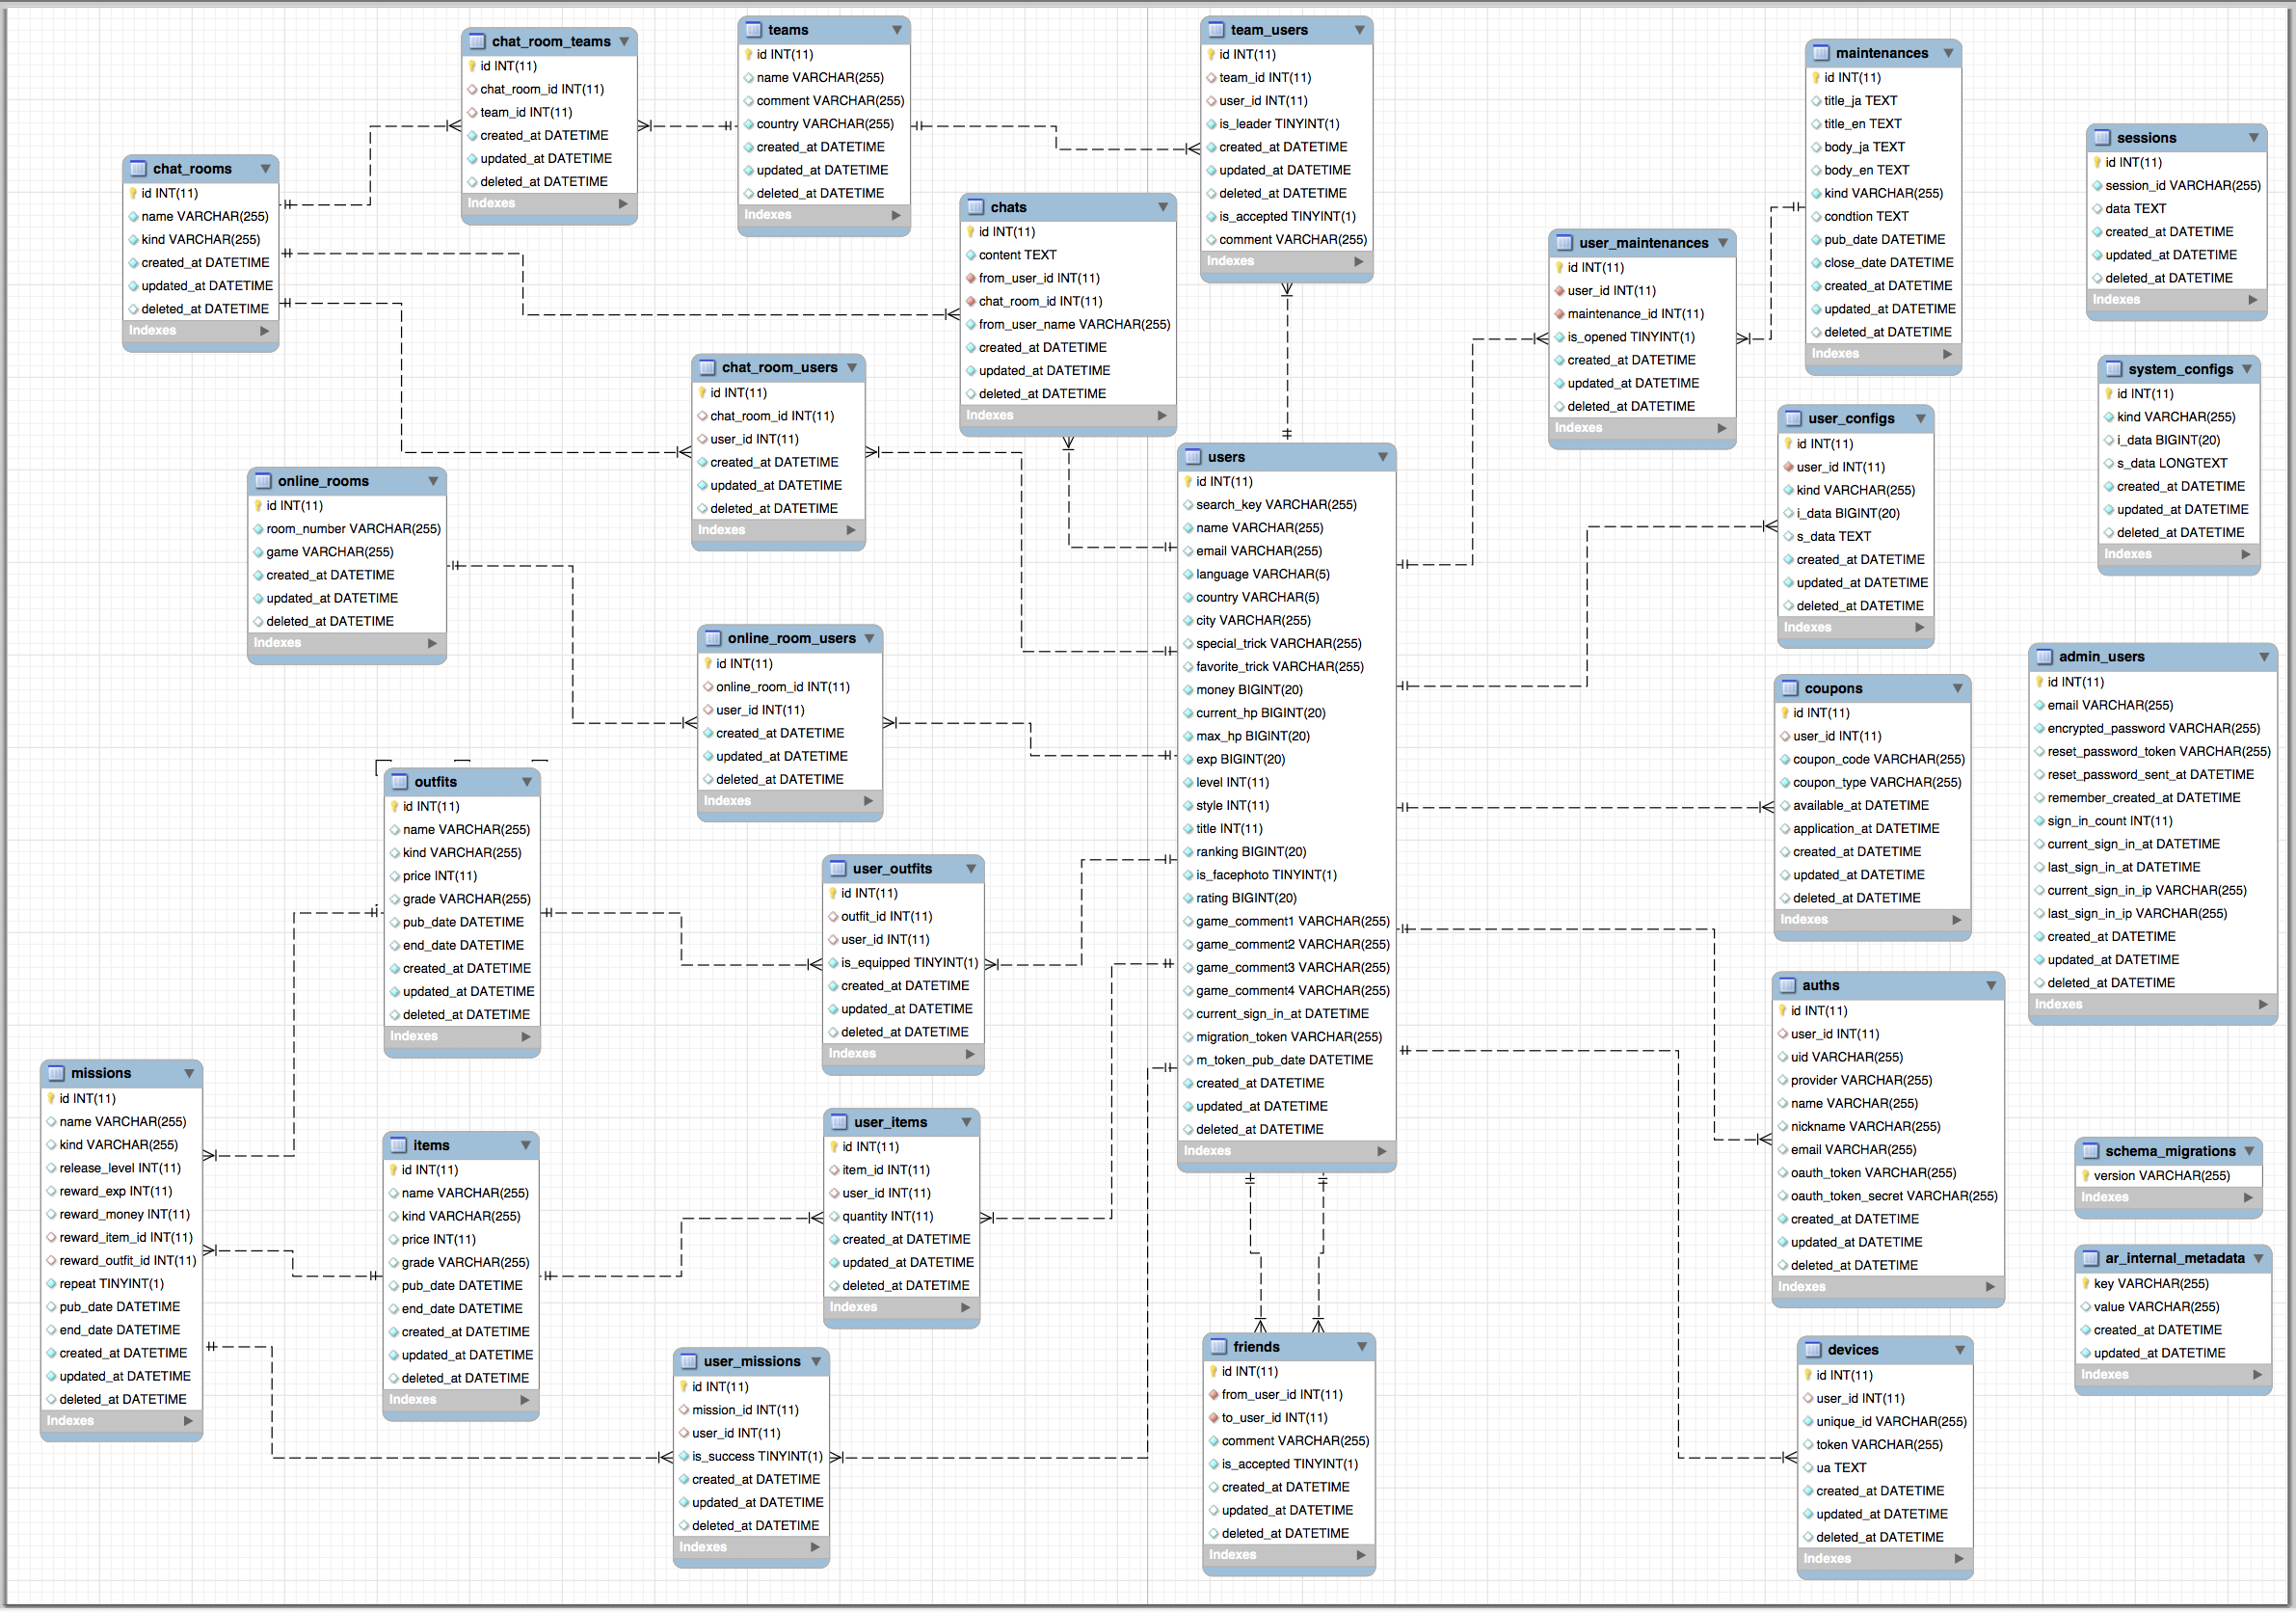 chat_room_teams
id INT(11)
chat_room_id INT(11)
team_id INT(11)
created_at DATETIME
updated_at DATETIME
deleted_at DATETIME
Indexes
teams
id INT(11)
name VARCHAR(255)
comment VARCHAR(255)
country VARCHAR(255)
created_at DATETIME
updated_at DATETIME
deleted_at DATETIME
Indexes
team_users
id INT(11)
team_id INT(11)
user_id INT(11)
is_leader TINYINT(1)
created_at DATETIME
updated_at DATETIME
deleted_at DATETIME
is_accepted TINYINT(1)
comment VARCHAR(255)
Indexes
maintenances
id INT(11)
title_ja TEXT
title_en TEXT
body_ja TEXT
body_en TEXT
kind VARCHAR(255)
condtion TEXT
pub_date DATETIME
close_date DATETIME
created_at DATETIME
updated_at DATETIME
deleted_at DATETIME
Indexes
sessions
id INT(11)
session_id VARCHAR(255)
data TEXT
created_at DATETIME
updated_at DATETIME
deleted_at DATETIME
Indexes
chat_rooms
id INT(11)
name VARCHAR(255)
kind VARCHAR(255)
created_at DATETIME
updated_at DATETIME
deleted_at DATETIME
Indexes
chats
id INT(11)
content TEXT
from_user_id INT(11)
chat_room_id INT(11)
from_user_name VARCHAR(255)
created_at DATETIME
updated_at DATETIME
deleted_at DATETIME
Indexes
user_maintenances
id INT(11)
user_id INT(11)
maintenance_id INT(11)
is_opened TINYINT(1)
created_at DATETIME
updated_at DATETIME
deleted_at DATETIME
Indexes
chat_room_users
id INT(11)
chat_room_id INT(11)
user_id INT(11)
created_at DATETIME
updated_at DATETIME
deleted_at DATETIME
Indexes
system_configs
id INT(11)
kind VARCHAR(255)
i_data BIGINT(20)
s_data LONGTEXT
created_at DATETIME
updated_at DATETIME
deleted_at DATETIME
Indexes
user_configs
id INT(11)
user_id INT(11)
kind VARCHAR(255)
i_data BIGINT(20)
s_data TEXT
created_at DATETIME
updated_at DATETIME
deleted_at DATETIME
Indexes
users
id INT(11)
search_key VARCHAR(255)
name VARCHAR(255)
email VARCHAR(255)
language VARCHAR(5)
country VARCHAR(5)
city VARCHAR(255)
special_trick VARCHAR(255)
favorite_trick VARCHAR(255)
money BIGINT(20)
current_hp BIGINT(20)
max_hp BIGINT(20)
exp BIGINT(20)
level INT(11)
style INT(11)
title INT(11)
ranking BIGINT(20)
is_facephoto TINYINT(1)
rating BIGINT(20)
game_comment1 VARCHAR(255)
game_comment2 VARCHAR(255)
game_comment3 VARCHAR(255)
game_comment4 VARCHAR(255)
current_sign_in_at DATETIME
migration_token VARCHAR(255)
m_token_pub_date DATETIME
created_at DATETIME
updated_at DATETIME
deleted_at DATETIME
Indexes
online_rooms
id INT(11)
room_number VARCHAR(255)
game VARCHAR(255)
created_at DATETIME
updated_at DATETIME
deleted_at DATETIME
Indexes
online_room_users
id INT(11)
online_room_id INT(11)
user_id INT(11)
created_at DATETIME
updated_at DATETIME
deleted_at DATETIME
Indexes
admin_users
id INT(11)
email VARCHAR(255)
encrypted_password VARCHAR(255)
reset_password_token VARCHAR(255)
reset_password_sent_at DATETIME
remember_created_at DATETIME
sign_in_count INT(11)
current_sign_in_at DATETIME
last_sign_in_at DATETIME
current_sign_in_ip VARCHAR(255)
last_sign_in_ip VARCHAR(255)
created_at DATETIME
updated_at DATETIME
deleted_at DATETIME
Indexes
coupons
id INT(11)
user_id INT(11)
coupon_code VARCHAR(255)
coupon_type VARCHAR(255)
available_at DATETIME
application_at DATETIME
created_at DATETIME
updated_at DATETIME
deleted_at DATETIME
Indexes
outfits
id INT(11)
name VARCHAR(255)
kind VARCHAR(255)
price INT(11)
grade VARCHAR(255)
pub_date DATETIME
end_date DATETIME
created_at DATETIME
updated_at DATETIME
deleted_at DATETIME
Indexes
user_outfits
id INT(11)
outfit_id INT(11)
user_id INT(11)
is_equipped TINYINT(1)
created_at DATETIME
updated_at DATETIME
deleted_at DATETIME
Indexes
auths
id INT(11)
user_id INT(11)
uid VARCHAR(255)
provider VARCHAR(255)
name VARCHAR(255)
nickname VARCHAR(255)
email VARCHAR(255)
oauth_token VARCHAR(255)
oauth_token_secret VARCHAR(255)
created_at DATETIME
updated_at DATETIME
deleted_at DATETIME
Indexes
missions
id INT(11)
name VARCHAR(255)
kind VARCHAR(255)
release_level INT(11)
reward_exp INT(11)
reward_money INT(11)
reward_item_id INT(11)
reward_outfit_id INT(11)
repeat TINYINT(1)
pub_date DATETIME
end_date DATETIME
created_at DATETIME
updated_at DATETIME
deleted_at DATETIME
Indexes
items
id INT(11)
name VARCHAR(255)
kind VARCHAR(255)
price INT(11)
grade VARCHAR(255)
pub_date DATETIME
end_date DATETIME
created_at DATETIME
updated_at DATETIME
deleted_at DATETIME
Indexes
user_items
id INT(11)
item_id INT(11)
user_id INT(11)
quantity INT(11)
created_at DATETIME
updated_at DATETIME
deleted_at DATETIME
Indexes
schema_migrations
version VARCHAR(255)
Indexes
ar_internal_metadata
key VARCHAR(255)
value VARCHAR(255)
created_at DATETIME
updated_at DATETIME
Indexes
user_missions
id INT(11)
mission_id INT(11)
user_id INT(11)
is_success TINYINT(1)
created_at DATETIME
updated_at DATETIME
deleted_at DATETIME
Indexes
friends
id INT(11)
from_user_id INT(11)
to_user_id INT(11)
comment VARCHAR(255)
is_accepted TINYINT(1)
created_at DATETIME
updated_at DATETIME
deleted_at DATETIME
Indexes
devices
id INT(11)
user_id INT(11)
unique_id VARCHAR(255)
token VARCHAR(255)
ua TEXT
created_at DATETIME
updated_at DATETIME
deleted_at DATETIME
Indexes